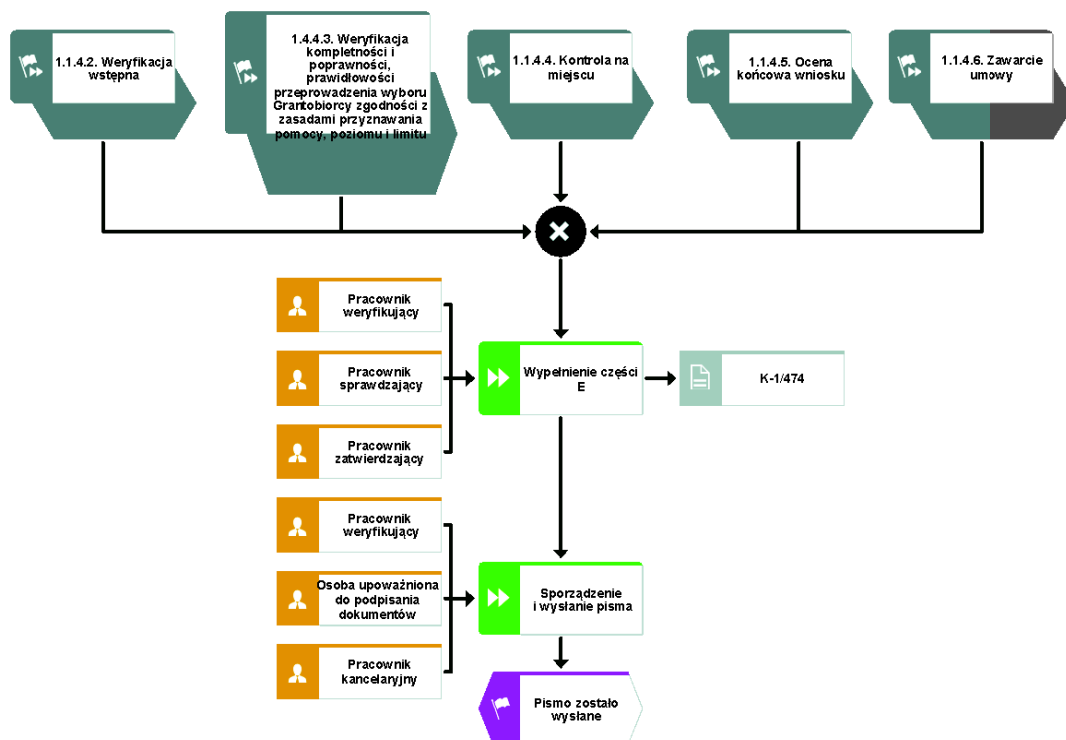 1.1.4.2. Weryfikacja
wstępna
1.4.4.3. Weryfikacja
kompletności i
poprawności,
prawidłowości
przeprowadzenia wyboru
Grantobiorcy zgodności z
zasadami przyznawania
pomocy, poziomu i limitu
1.1.4.4. Kontrola na
miejscu
1.1.4.5. Ocena
końcowa wniosku
1.1.4.6. Zawarcie
umowy
Pracownik
weryfikujący
Pracownik
sprawdzający
Pracownik
zatwierdzający
Wypełnienie części
E
K-1/474
Pracownik
weryfikujący
Osoba upoważniona
do podpisania
dokumentów
Pracownik
kancelaryjny
Sporządzenie
i wysłanie pisma
Pismo zostało
wysłane